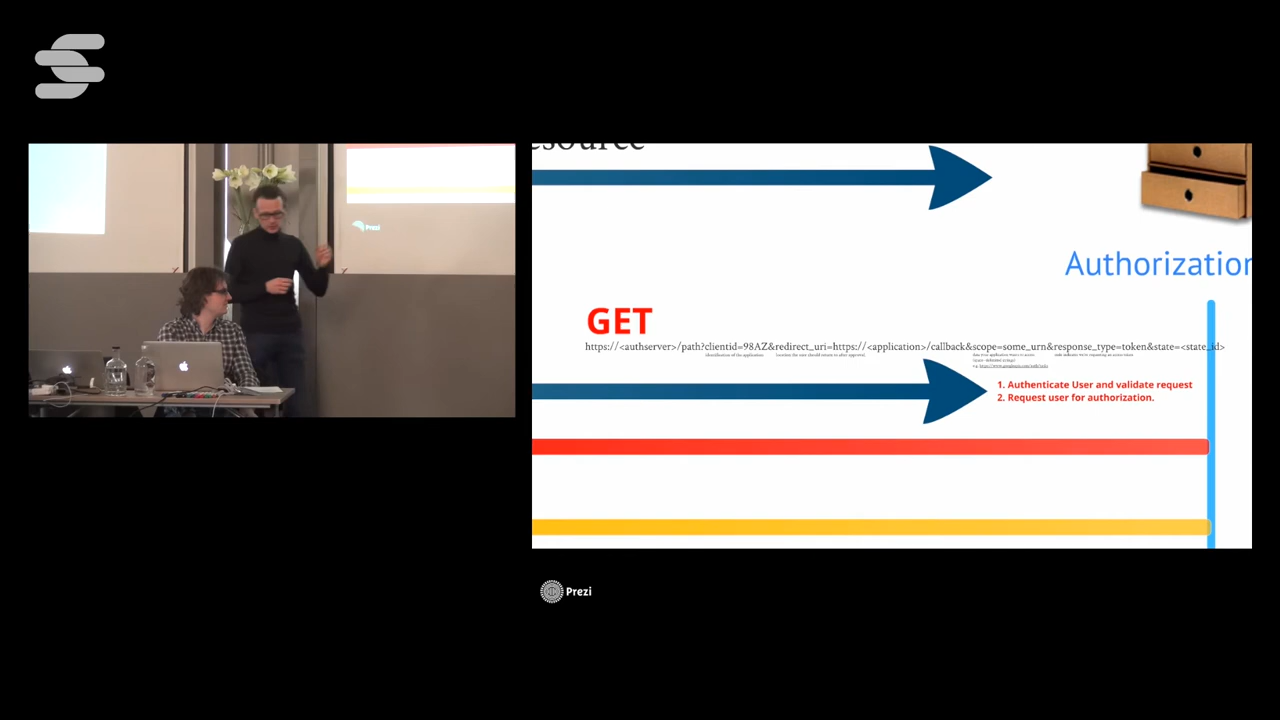 Prezi
esource
Authorization
GET
https://<authserver>/path?clientid=98AZ&redirect_uri=https://<application>/callback&scope=some_urn&response_type=token&state=<state_id>
1. Authenticate User and validate request
2. Request user for authorization.
Prezi